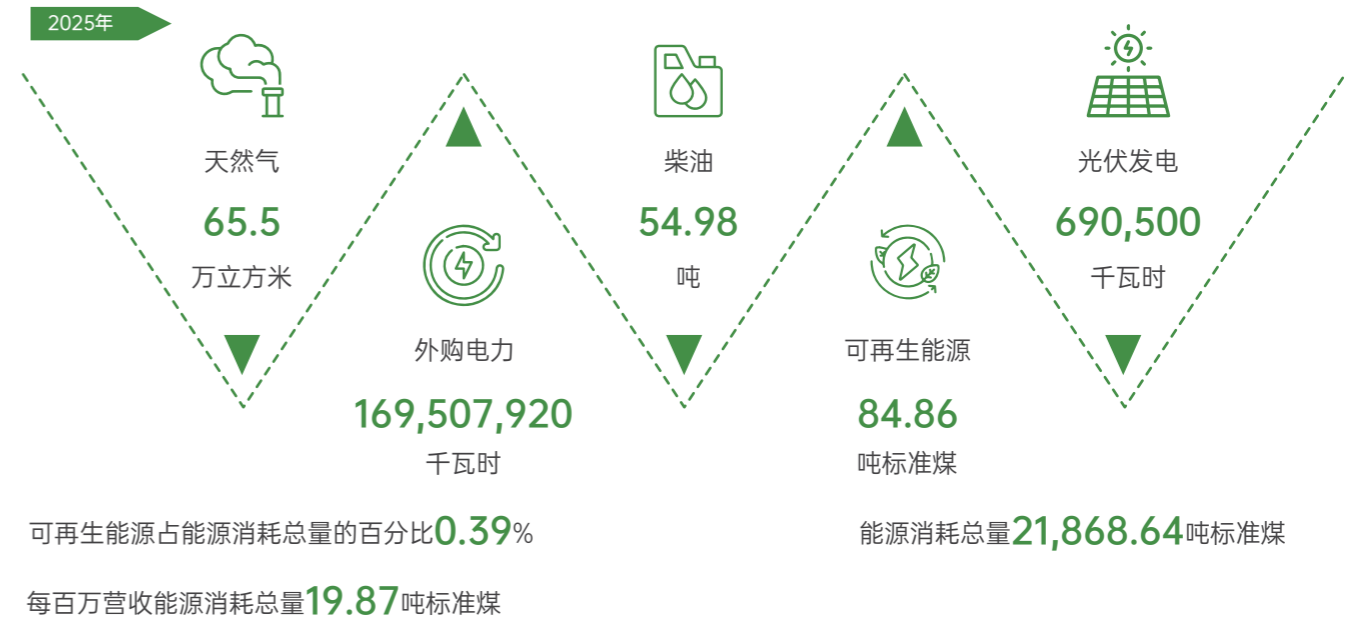 2025年
天然气
65.5
万立方米
外购电力
169,507,920
千瓦时
柴油
54.98
吨
可再生能源
84.86
吨标准煤
光伏发电
690,500
千瓦时
可再生能源占能源消耗总量的百分比0.39%
能源消耗总量21,868.64吨标准煤
每百万营收能源消耗总量19.87吨标准煤